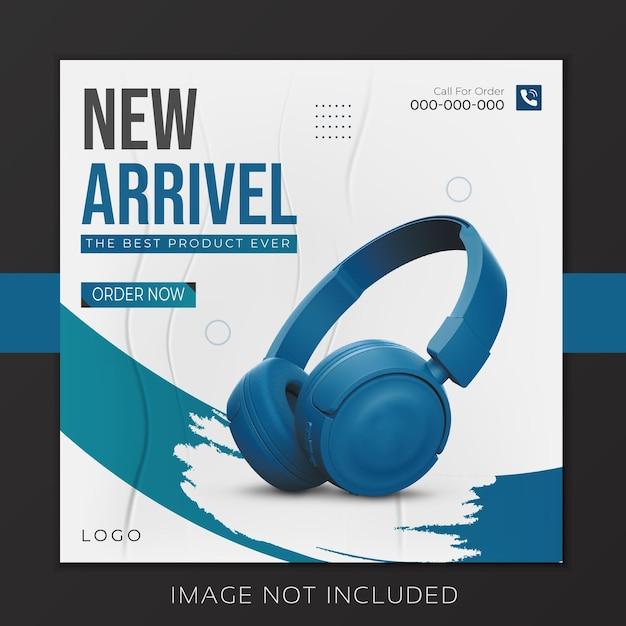 NEW
ARRIVEL
THE BEST PRODUCT EVER
ORDER NOW
Call For Order
000-000-000
LOGO
IMAGE NOT INCLUDED